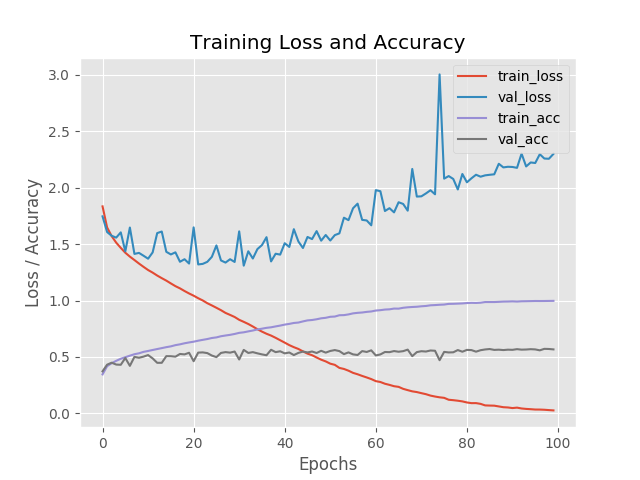 Training Loss and Accuracy
3.0
2.5
2.0
1.5
1.0
0.5
0.0
Loss / Accuracy
train_loss
val_loss
train_acc
val_acc
0
20
40
60
80
100
Epochs